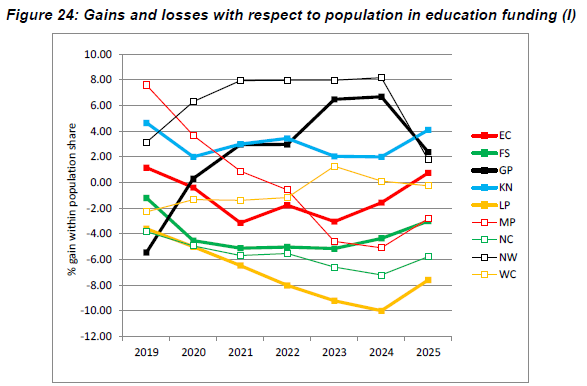 Figure 24: Gains and losses with respect to population in education funding (I)
% gain within population share
10.00
8.00
6.00
4.00
2.00
0.00
-2.00
-4.00
-6.00
-8.00
-10.00
-12.00
2019 2020 2021 2022 2023 2024 2025
EC
FS
GP
KN
LP
MP
NC
NW
WC